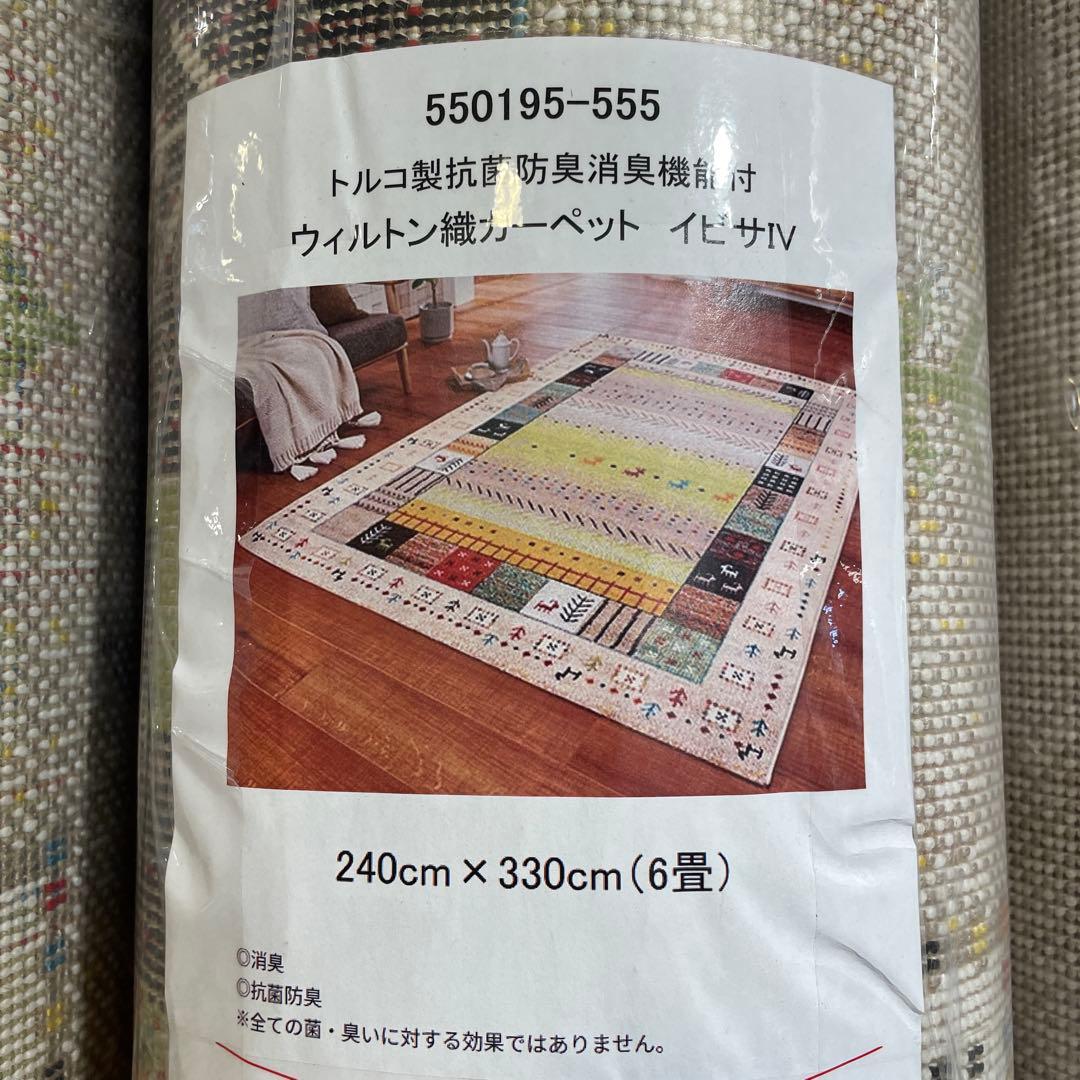 550195-555
トルコ製抗菌防臭消臭機能付
ウィルトン織カーペット イビサⅣ
240cm×330cm(6畳)
◎消臭
◎抗菌防臭
※全ての菌・臭いに対する効果ではありません。